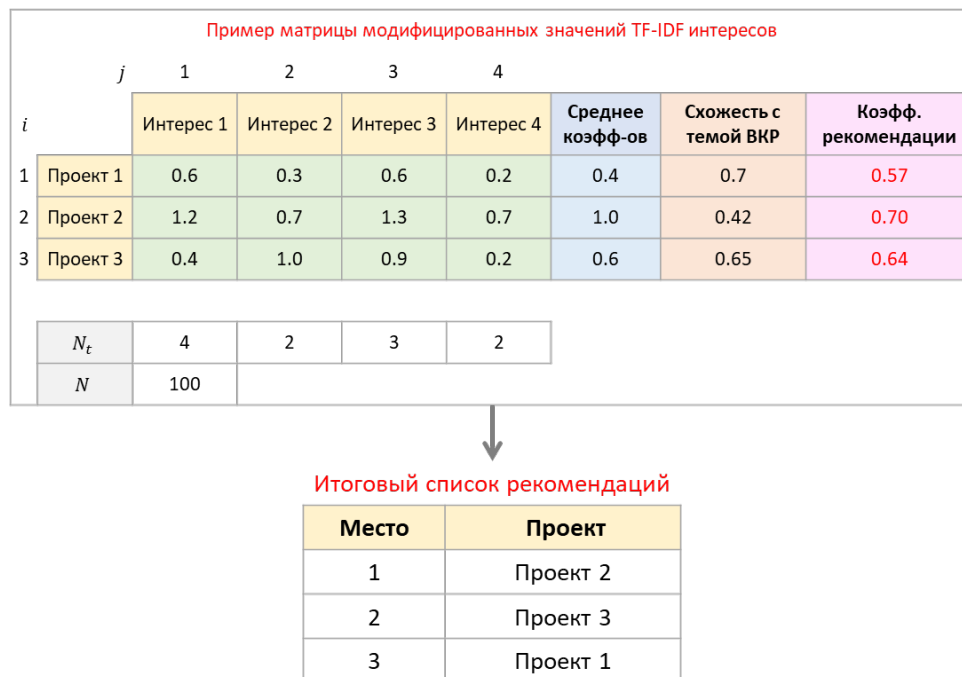 Пример матрицы модифицированных значений TF-IDF интересов
j 1 2 3 4
i Интерес 1 Интерес 2 Интерес 3 Интерес 4 Среднее коэфф-ов Схожесть с темой ВКР Коэфф. рекомендации
1 Проект 1 0.6 0.3 0.6 0.2 0.4 0.7 0.57
2 Проект 2 1.2 0.7 1.3 0.7 1.0 0.42 0.70
3 Проект 3 0.4 1.0 0.9 0.2 0.6 0.65 0.64
Nt 4 2 3 2
N 100
Итоговый список рекомендаций
Место Проект
1 Проект 2
2 Проект 3
3 Проект 1